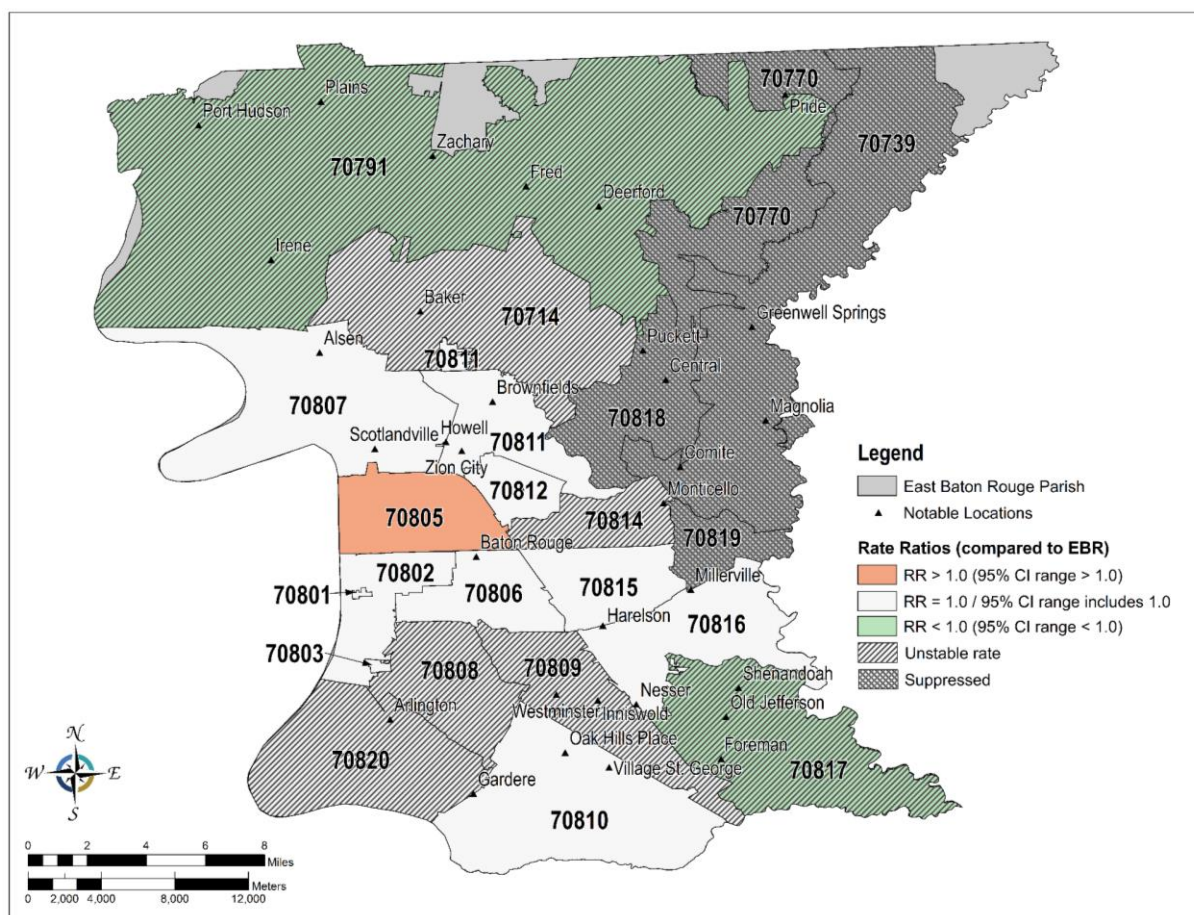 70770
Plains
Port Hudson
Pride
Zachary
70739
70791
Fred
Deerford
70770
Irene
Baker
70714
Greenwell Springs
Alsen
Puckett
70811
Central
Brownfields
70807
70818
Magnolia
Howell
Scotlandville
70811
Comite
Zion City
70812
Monticello
70805
70814
70819
Baton Rouge
70802
Millerville
70801
70806
70815
Harelson
70816
70803
70808
70809
Nesser
Shenandoah
Old Jefferson
Arlington
Westminster
Inniswold
Oak Hills Place
Foreman
70820
Village St. George
70817
Gardere
70810
Legend
East Baton Rouge Parish
Notable Locations
Rate Ratios (compared to EBR)
RR > 1.0 (95% CI range > 1.0)
RR = 1.0 / 95% CI range includes 1.0
RR < 1.0 (95% CI range < 1.0)
Unstable rate
Suppressed
N
W E
S
0 2 4 6 8
Miles
Meters
0 2,000 4,000 8,000 12,000